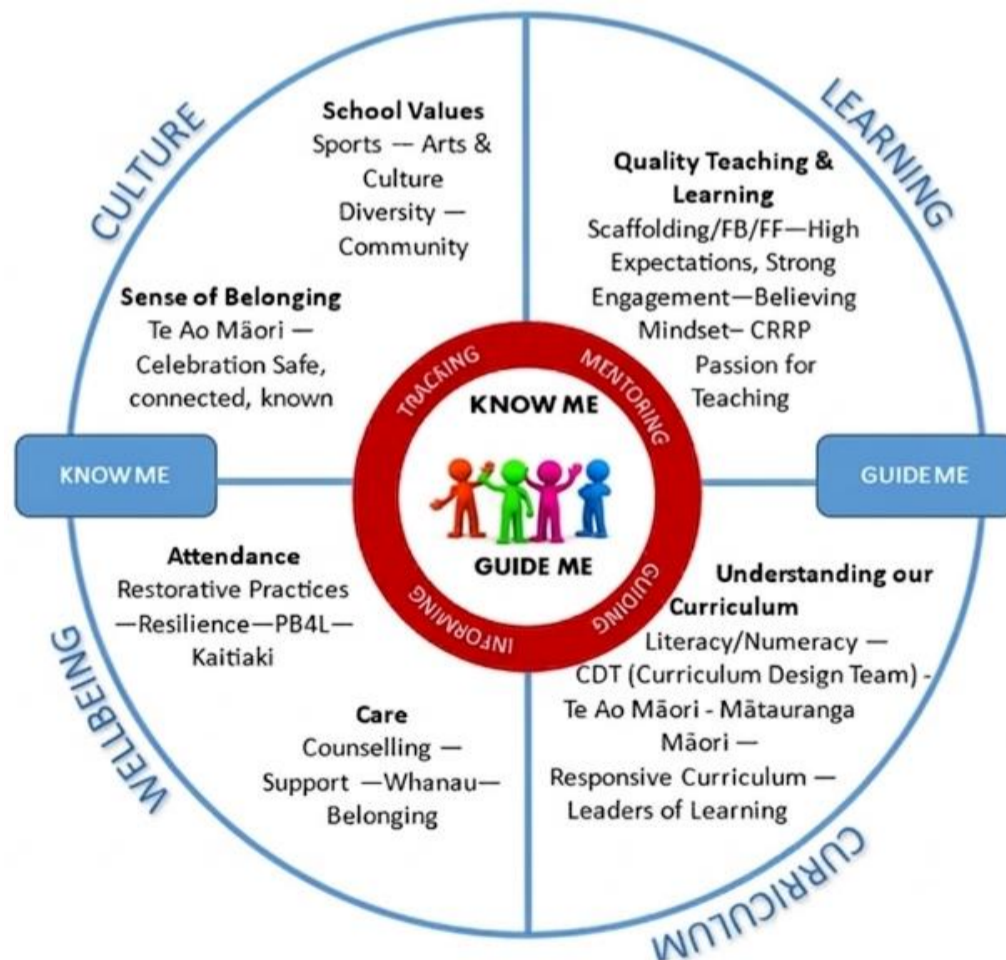 CULTURE
School Values
Sports — Arts &
Culture
Diversity —
Community
Sense of Belonging
Te Ao Māori —
Celebration Safe,
connected, known
LEARNING
Quality Teaching &
Learning
Scaffolding/FB/FF—High
Expectations, Strong
Engagement—Believing
Mindset– CRRP
Passion for
Teaching
KNOW ME
TRACKING
MENTORING
KNOW ME
GUIDE ME
INFORMING
GUIDING
GUIDE ME
WELLBEING
Attendance
Restorative Practices
—Resilience—PB4L—
Kaitiaki
Care
Counselling —
Support —Whanau—
Belonging
Understanding our
Curriculum
Literacy/Numeracy —
CDT (Curriculum Design Team) -
Te Ao Māori - Mātauranga
Māori —
Responsive Curriculum —
Leaders of Learning
CURRICULUM